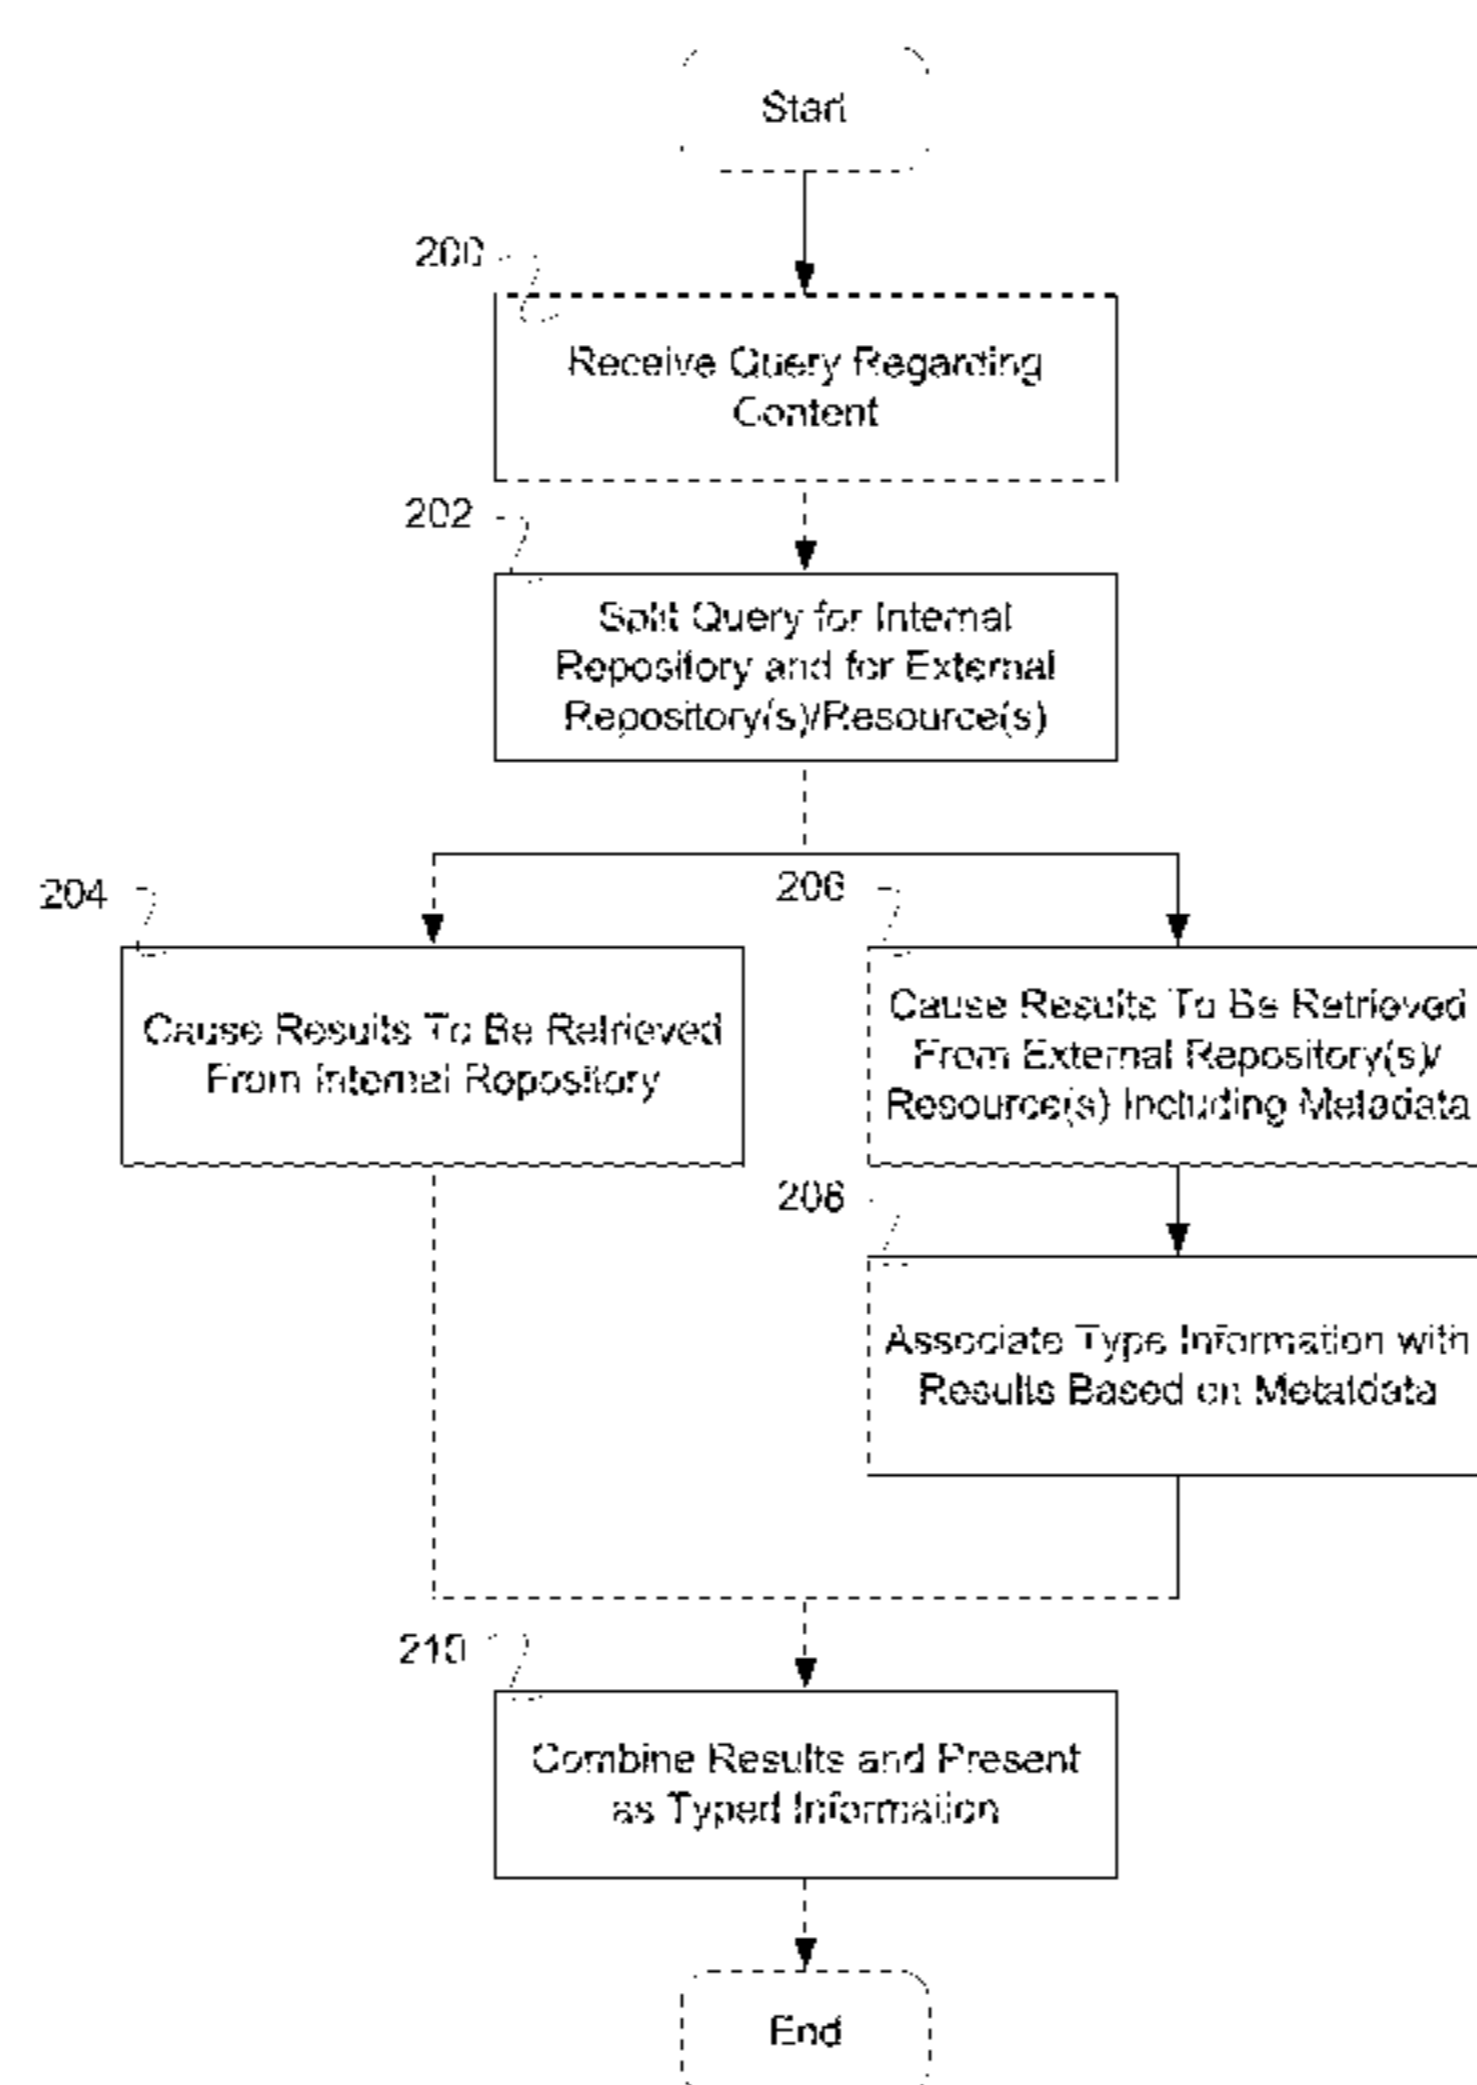 Start
200
Receive Query Regarding
Content
202
Split Query for Internal
Repository and for External
Repository(s)/Resource(s)
204
206
Cause Results To Be Retrieved
From Internal Repository
Cause Results To Be Retrieved
From External Repository(s)/
Resource(s) Including Metadata
208
Associate Type Information with
Results Based on Metatdata
210
Combine Results and Present
as Typed Information
End